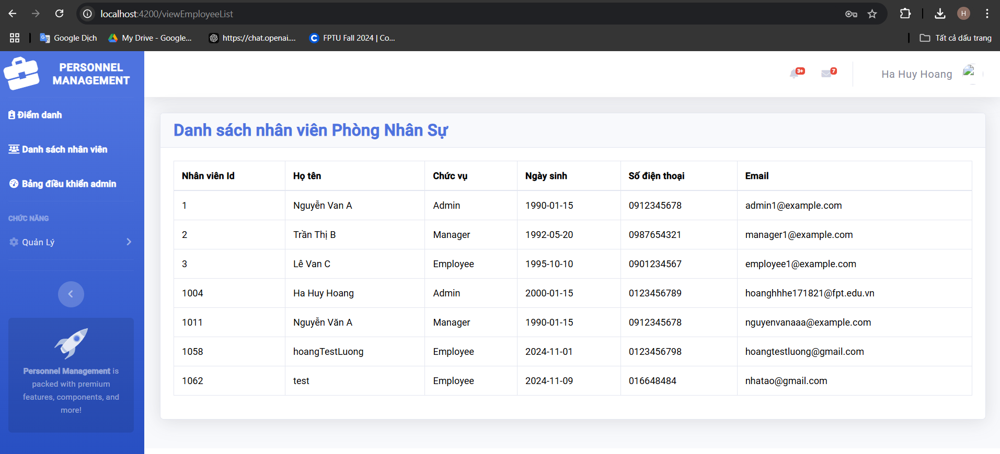 localhost:4200/viewEmployeeList
H
Google Dịch
My Drive - Google...
https://chat.openai....
FPTU Fall 2024 | Co...
Tất cả dấu trang
PERSONNEL
MANAGEMENT
3+
7
Ha Huy Hoang
Điểm danh
Danh sách nhân viên
Bảng điều khiển admin
CHỨC NĂNG
Quản Lý
Personnel Management is
packed with premium
features, components, and
more!
Danh sách nhân viên Phòng Nhân Sự
Nhân viên Id Họ tên Chức vụ Ngày sinh Số điện thoại Email
1 Nguyễn Van A Admin 1990-01-15 0912345678 admin1@example.com
2 Trần Thị B Manager 1992-05-20 0987654321 manager1@example.com
3 Lê Van C Employee 1995-10-10 0901234567 employee1@example.com
1004 Ha Huy Hoang Admin 2000-01-15 0123456789 hoanghhhe171821@fpt.edu.vn
1011 Nguyễn Văn A Manager 1990-01-15 0912345678 nguyenvanaaa@example.com
1058 hoangTestLuong Employee 2024-11-01 0123456798 hoangtestluong@gmail.com
1062 test Employee 2024-11-09 016648484 nhatao@gmail.com